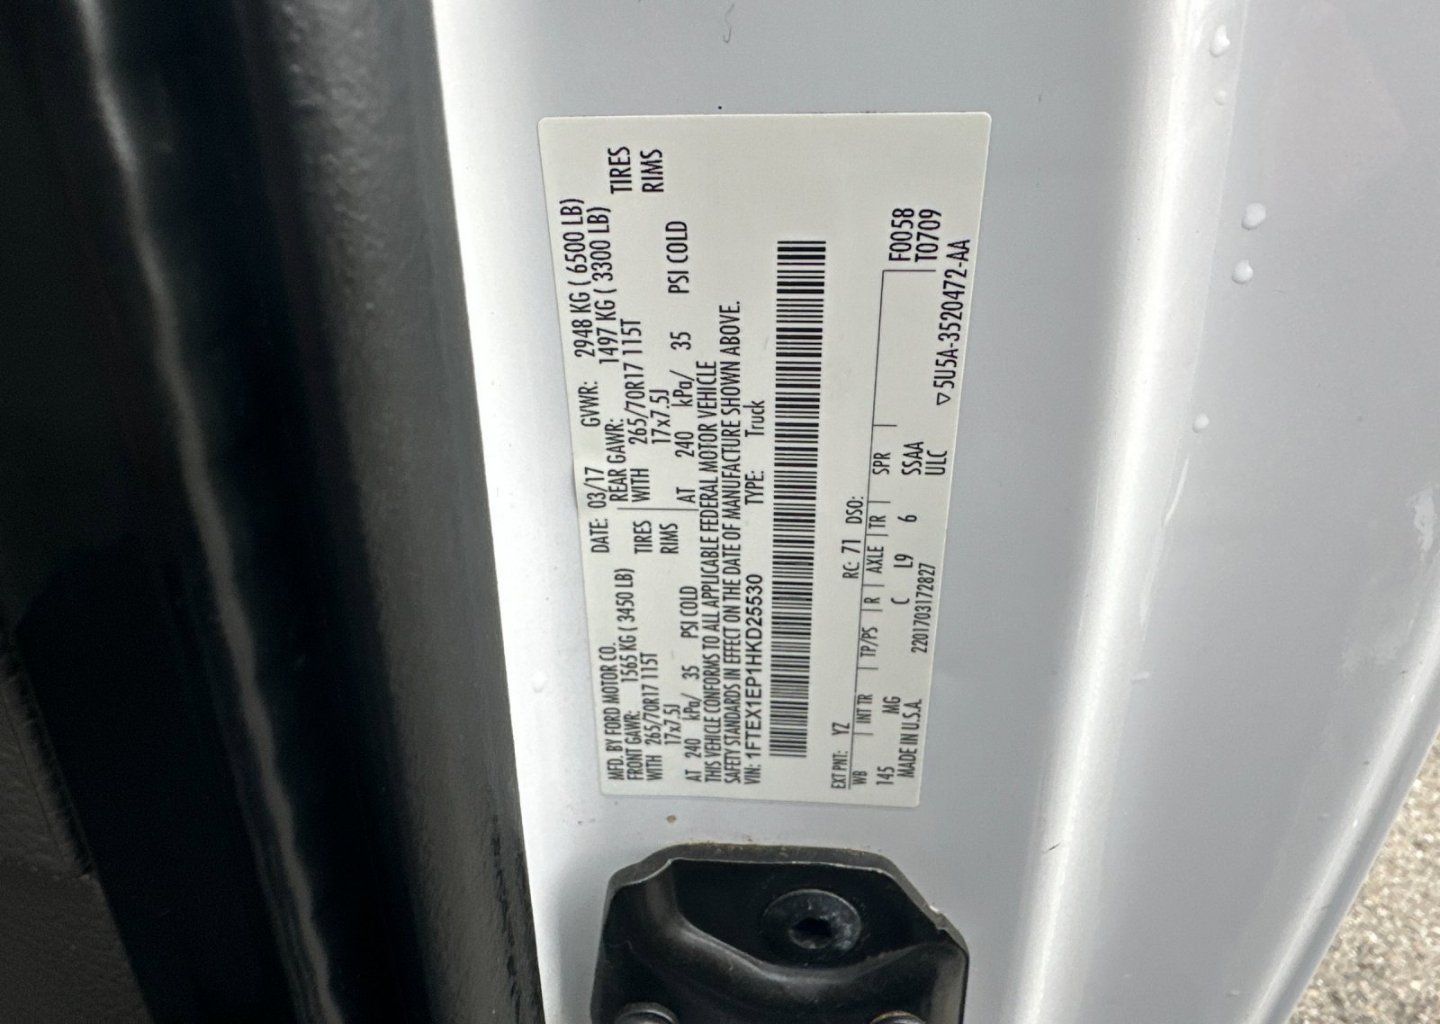 MFD. BY FORD MOTOR CO. DATE: 03/17 GVWR: 2948 KG ( 6500 LB)
FRONT GAWR: 1565 KG ( 3450 LB) REAR GAWR: 1497 KG ( 3300 LB)
WITH 265/70R17 115T TIRES WITH 265/70R17 115T TIRES
17x7.5J RIMS 17x7.5J RIMS
AT 240 kPa/ 35 PSI COLD AT 240 kPa/ 35 PSI COLD
THIS VEHICLE CONFORMS TO ALL APPLICABLE FEDERAL MOTOR VEHICLE
SAFETY STANDARDS IN EFFECT ON THE DATE OF MANUFACTURE SHOWN ABOVE.
VIN: 1FTEX1EP1HKD25530 TYPE: Truck
EXT PNT: YZ RC: 71 DSO:
WB INT TR TP/PS R AXLE TR SPR F0058
145 MG C L9 6 SSAA T0709
MADE IN U.S.A. 2201703172827 ULC
▽5U5A-3520472-AA